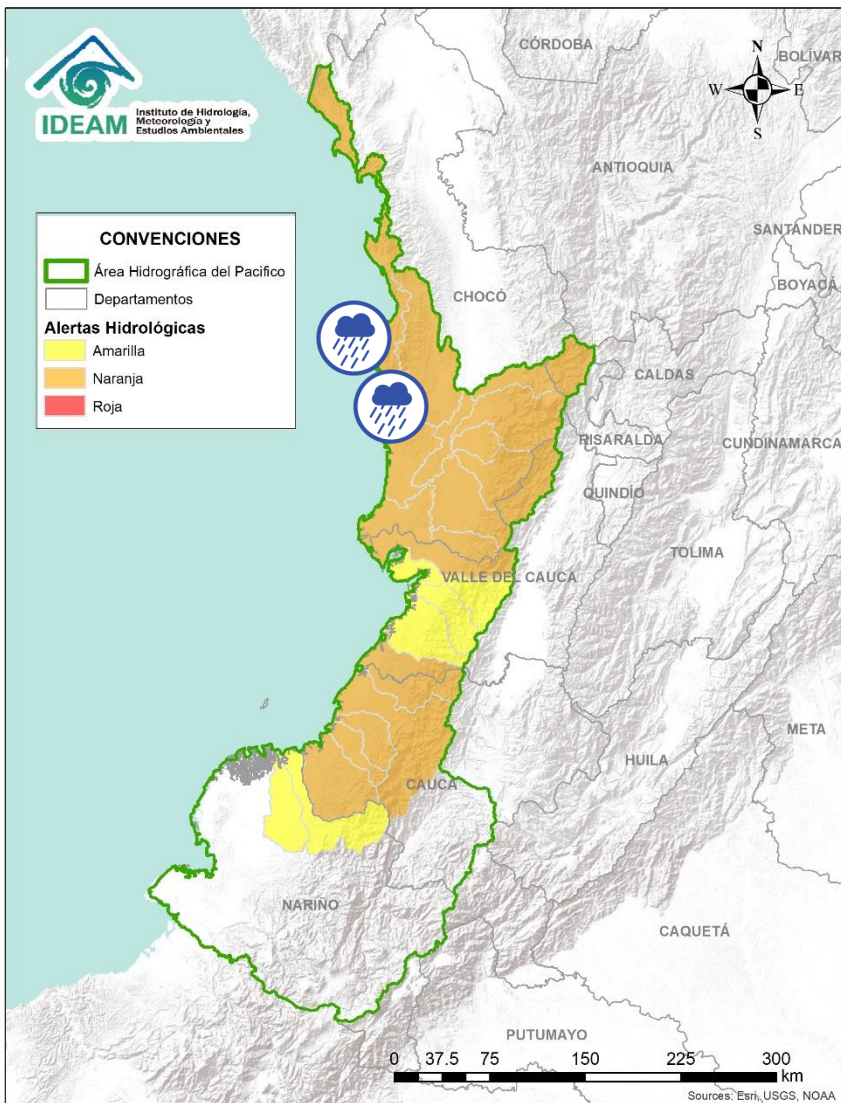 IDEAM
Instituto de Hidrología,
Meteorología y
Estudios Ambientales
CÓRDOBA
BOLÍVAR
N
W
E
S
ANTIOQUIA
SANTANDER
BOYACÁ
CONVENCIONES
Área Hidrográfica del Pacifico
Departamentos
Alertas Hidrológicas
Amarilla
Naranja
Roja
CHOCÓ
CALDAS
RISARALDA
CUNDINAMARCA
QUINDÍO
TOLIMA
VALLE DEL CAUCA
META
HUILA
CAUCA
NARIÑO
CAQUETÁ
PUTUMAYO
0 37.5 75 150 225 300
km
Sources: Esri, USGS, NOAA